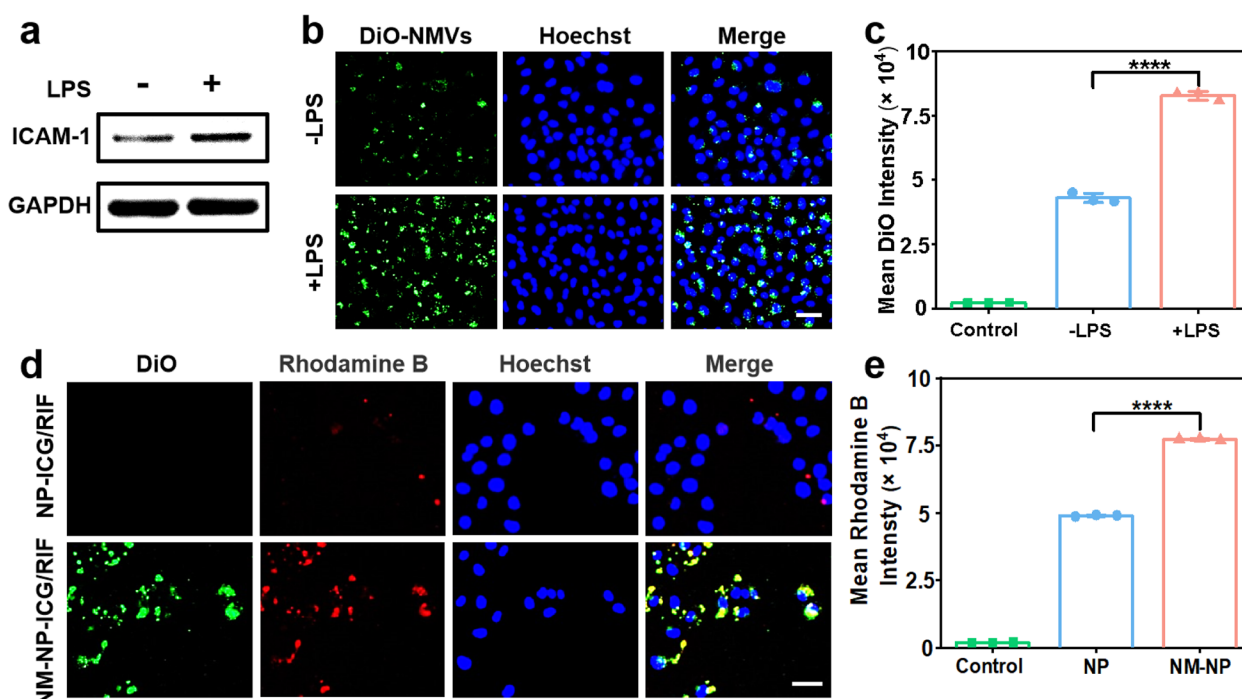 a
LPS - +
ICAM-1
GAPDH
b
DiO-NMVs Hoechst Merge
-LPS
+LPS
c
Mean DiO Intensity (× 10⁴)
10
7.5
5
2.5
0
****
Control -LPS +LPS
d
DiO Rhodamine B Hoechst Merge
NP-ICG/RIF
NM-NP-ICG/RIF
e
Mean Rhodamine B
Intensty (× 10⁴)
10
7.5
5
2.5
0
****
Control NP NM-NP